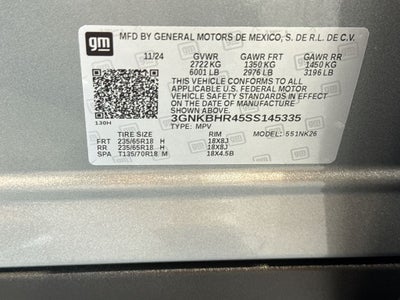 gm
MFD BY GENERAL MOTORS DE MEXICO, S. DE R.L. DE C.V.
11/24 GVWR GAWR FRT GAWR RR
2722 KG 1350 KG 1450 KG
6001 LB 2976 LB 3196 LB
THIS VEHICLE CONFORMS TO ALL
APPLICABLE U.S. FEDERAL MOTOR
VEHICLE SAFETY STANDARDS IN EFFECT
ON THE DATE OF MANUFACTURE SHOWN
ABOVE.
3GNKBHR45SS145335
130H TYPE: MPV MODEL: 551NK26
TIRE SIZE RIM
FRT 235/65R18 H 18X8J
RR 235/65R18 H 18X8J
SPA T135/70R18 M 18X4.5B